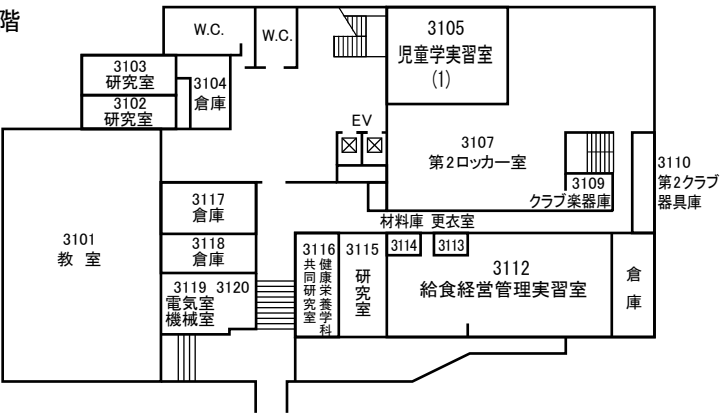 階
W.C.
W.C.
3105
児童学実習室
(1)
3103
研究室
3102
研究室
3104
倉庫
EV
3107
第2ロッカー室
3109
クラブ楽器庫
3110
第2クラブ
器具庫
3101
教 室
3117
倉庫
3118
倉庫
3119 3120
電気室
機械室
3116
健康栄養学科
共同研究室
3115
研究室
材料庫 更衣室
3114
3113
3112
給食経営管理実習室
倉庫